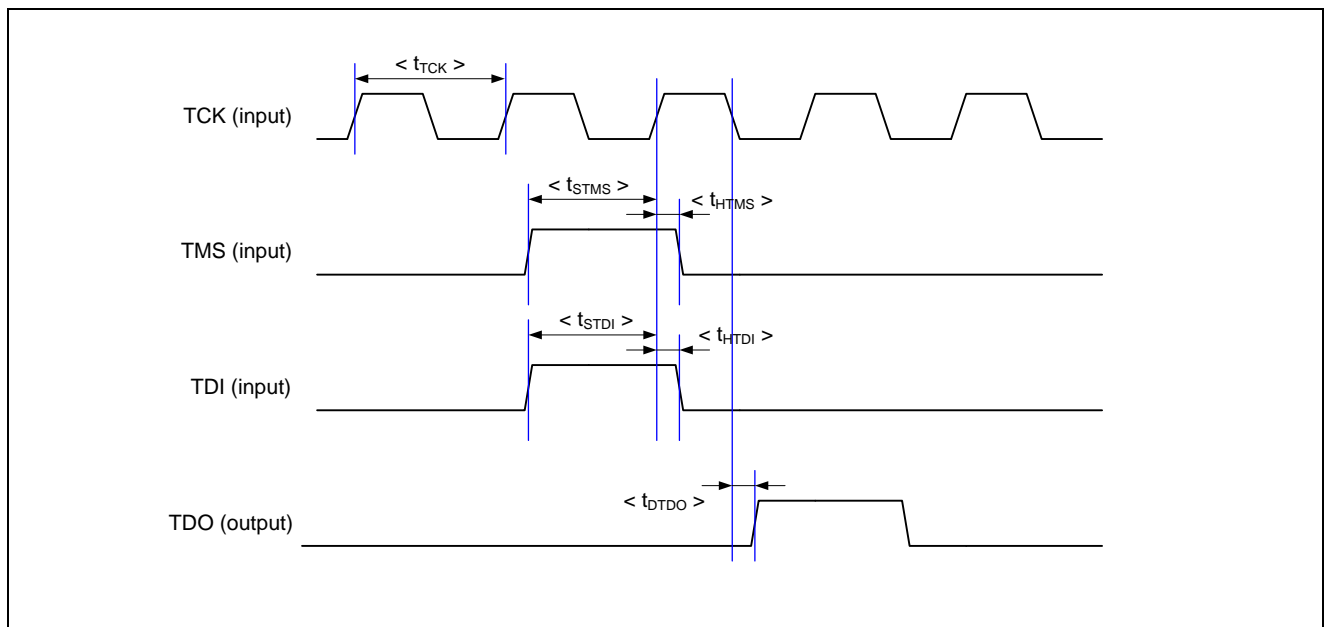 < tTCK >
TCK (input)
< tSTMS >
< tHTMS >
TMS (input)
< tSTDI >
< tHTDI >
TDI (input)
< tDTDO >
TDO (output)